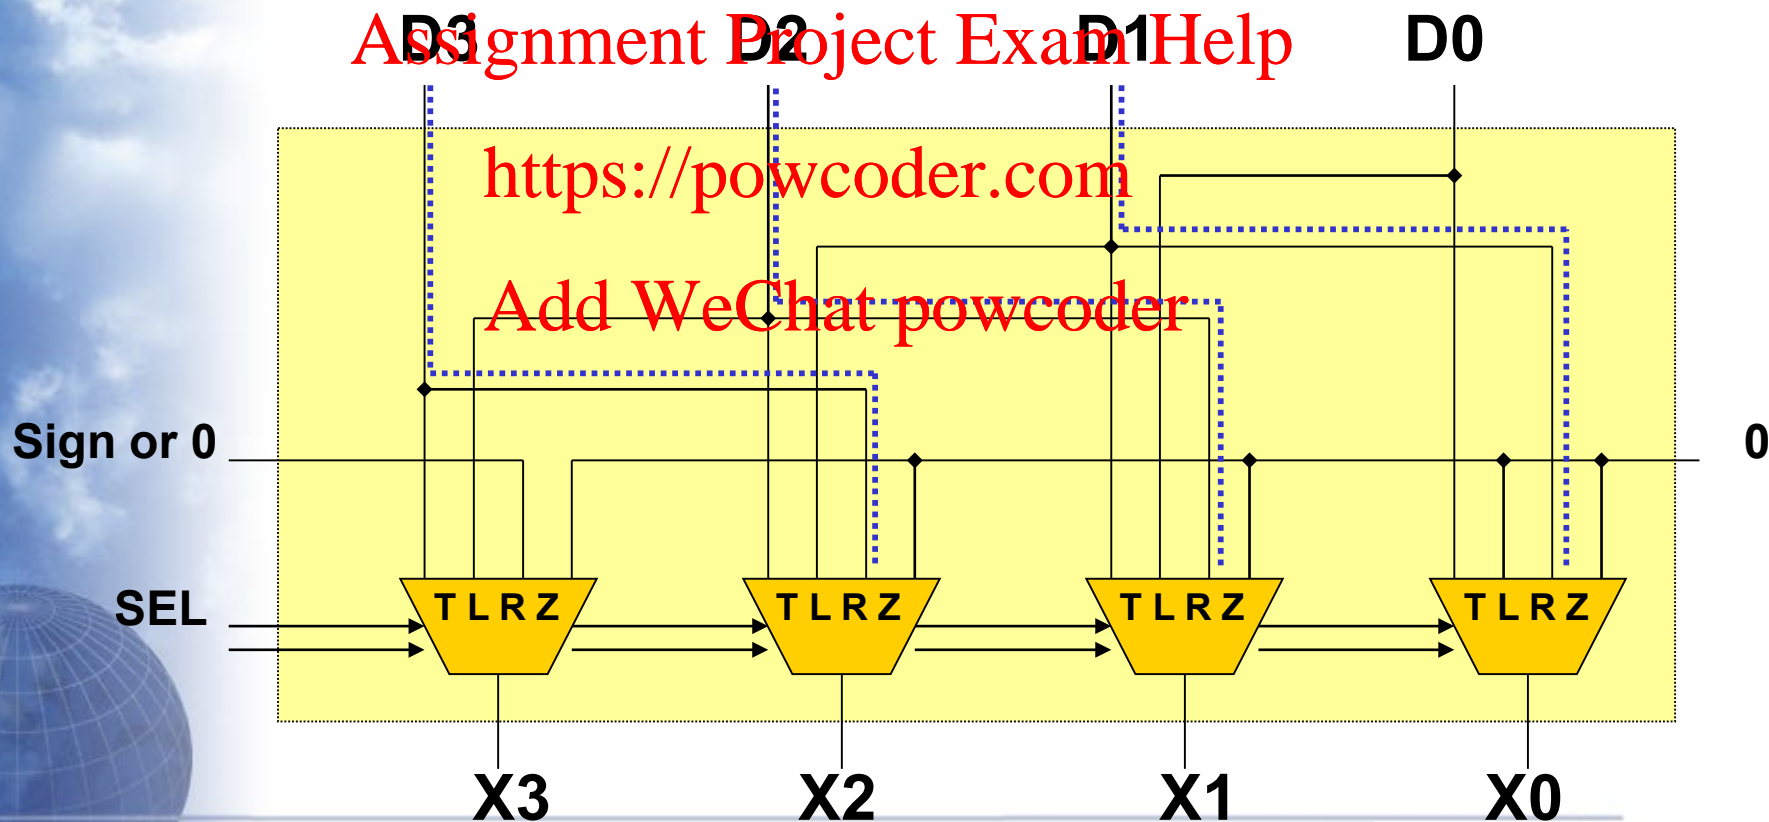 D3 D2 D1 D0
Assignment Project Exam Help
https://powcoder.com
Add WeChat powcoder
Sign or 0
0
SEL
T L R Z
T L R Z
T L R Z
T L R Z
X3 X2 X1 X0